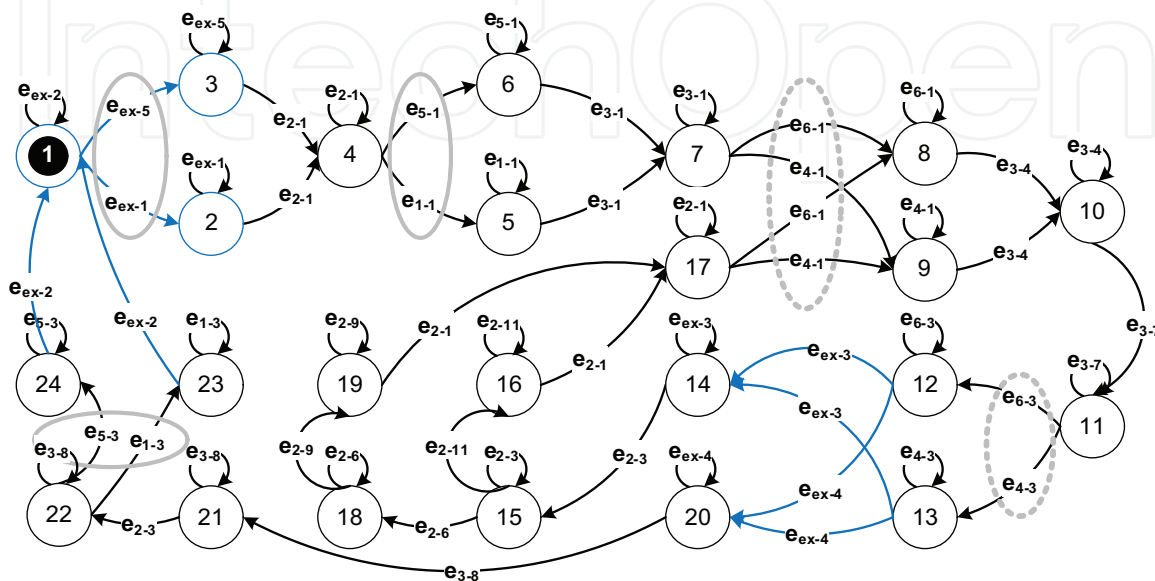 IntechOpen
e_ex-5
e_5-1
e_ex-2
e_ex-5
3
e_2-1
6
e_3-1
e_6-1
1
e_2-1
e_5-1
e_3-1
e_6-1
8
e_3-4
e_3-4
e_ex-1
4
e_1-1
7
e_4-1
e_ex-1
2
e_2-1
e_1-1
5
e_3-1
e_2-1
e_6-1
e_4-1
10
17
e_4-1
9
e_3-4
e_ex-2
e_ex-2
e_2-1
e_3-7
e_5-3
e_1-3
e_2-9
e_2-11
e_2-1
e_ex-3
e_ex-3
e_6-3
e_3-7
24
23
19
16
14
e_ex-3
12
e_6-3
11
e_5-3
e_1-3
e_3-8
e_3-8
e_2-9
e_2-6
e_2-11
e_2-3
e_2-3
e_ex-4
e_ex-4
e_4-3
e_4-3
22
e_2-3
21
18
e_2-6
15
20
e_ex-4
13
e_3-8